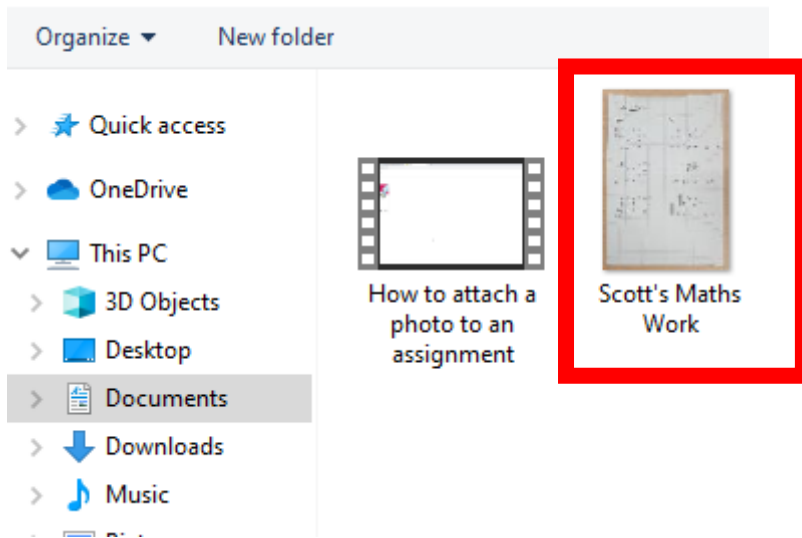 Organize New folder
Quick access
OneDrive
This PC
3D Objects
Desktop
Documents
Downloads
Music
How to attach a
photo to an
assignment
Scott's Maths
Work